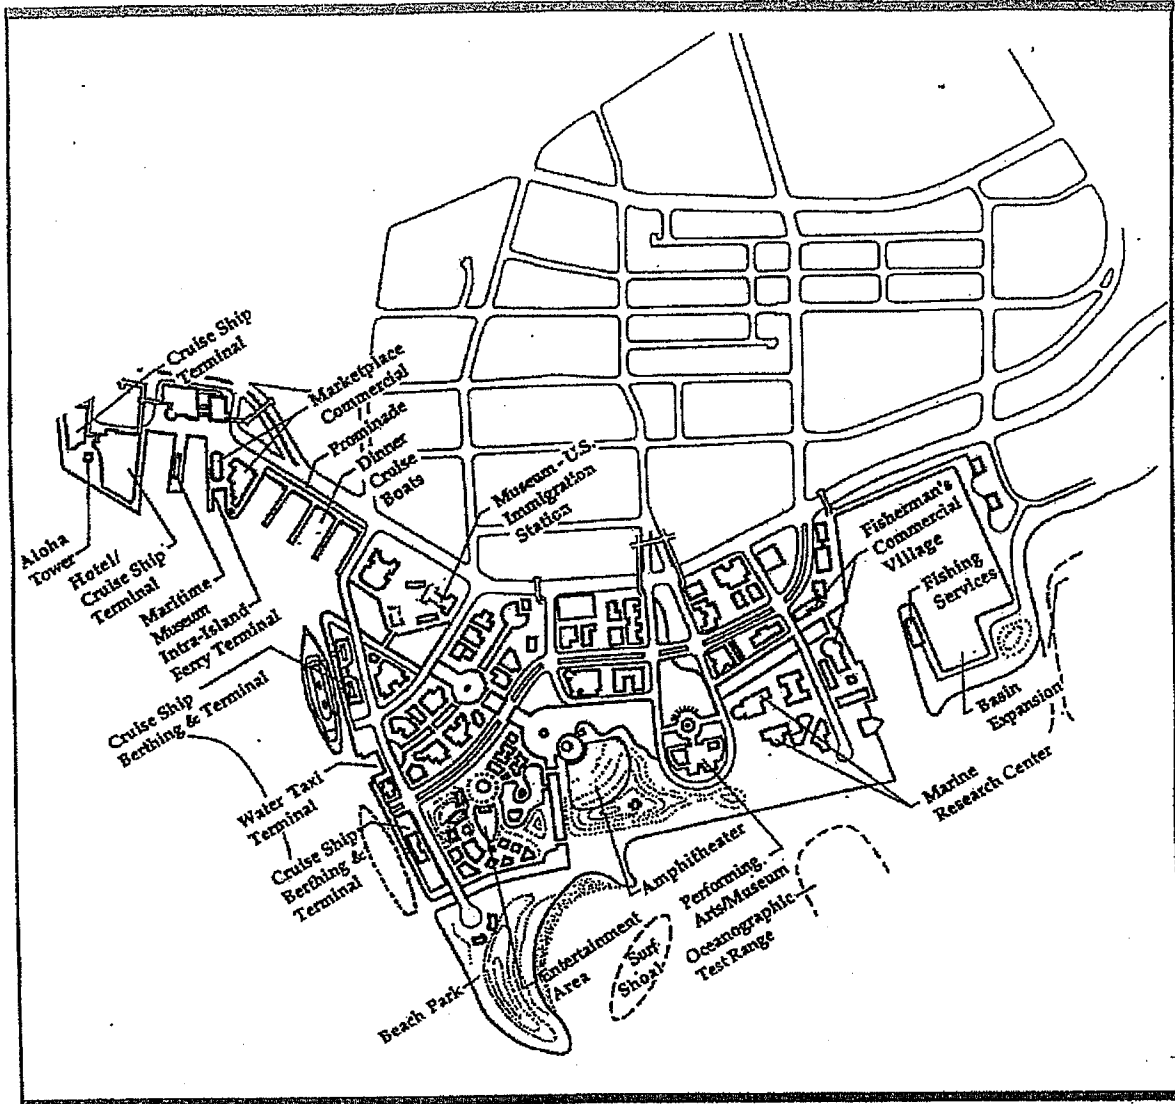 Cruise Ship
Terminal
Marketplace
Commercial
Prominade
Dinner
Cruise
Boats
Museum - U.S.
Immigration
Station
Fisherman's
Commercial
Village
Fishing
Services
Aloha
Tower
Hotel/
Cruise Ship
Terminal
Maritime
Museum
Intra-Island
Ferry Terminal
Cruise Ship
Berthing & Terminal
Basin
Expansion
Water Taxi
Terminal
Marine
Research Center
Cruise Ship
Berthing &
Terminal
Amphitheater
Performing
Arts/Museum
Oceanographic
Test Range
Entertainment
Area
Surf
Shoal
Beach Park